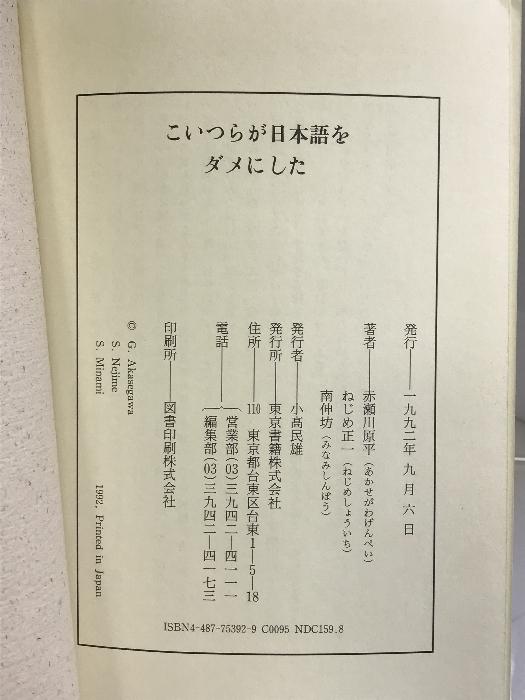 こいつらが日本語を
ダメにした
発行――一九九二年九月六日
著者――赤瀬川原平（あかせがわげんぺい）
ねじめ正一（ねじめしょういち）
南伸坊（みなみしんぼう）
発行者――小高民雄
発行所――東京書籍株式会社
住所――110 東京都台東区台東1―5―18
電話――営業部（03）三九四二―四一一一
編集部（03）三九四二―四一七三
印刷所――図書印刷株式会社
© G. Akasegawa
S. Nejime
S. Minami
1992, Printed in Japan
ISBN4-487-75392-9 C0095 NDC159.8